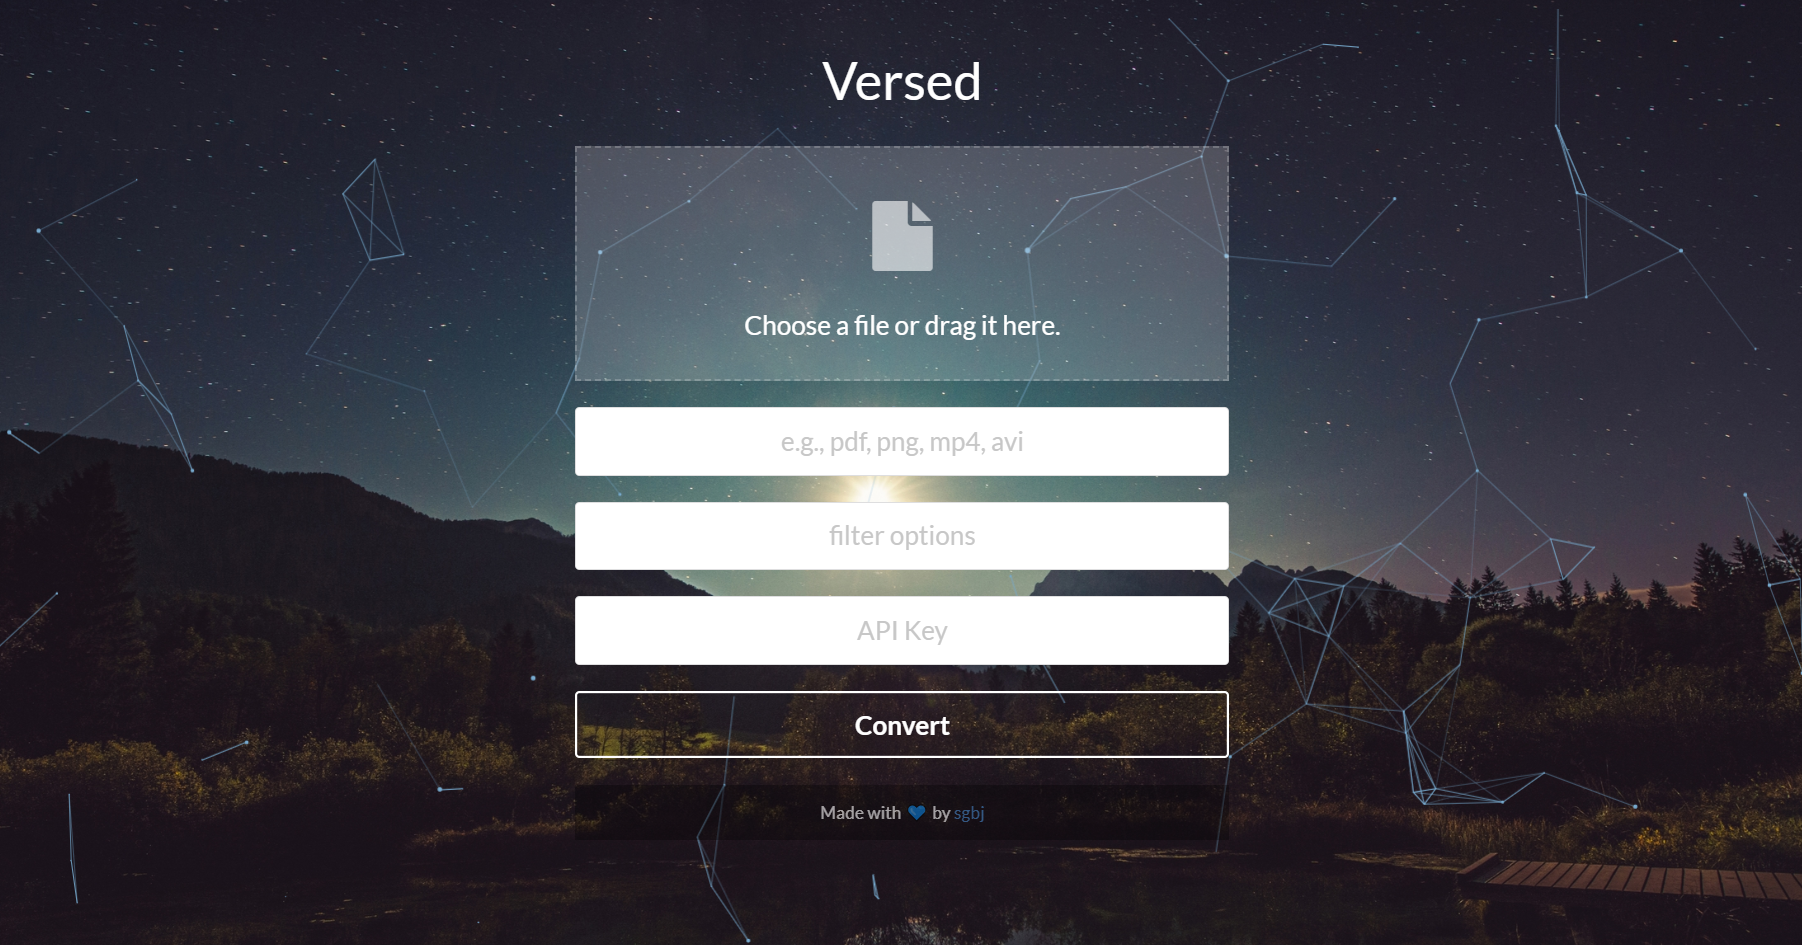 Versed
Choose a file or drag it here.
e.g., pdf, png, mp4, avi
filter options
API Key
Convert
Made with by sgbj